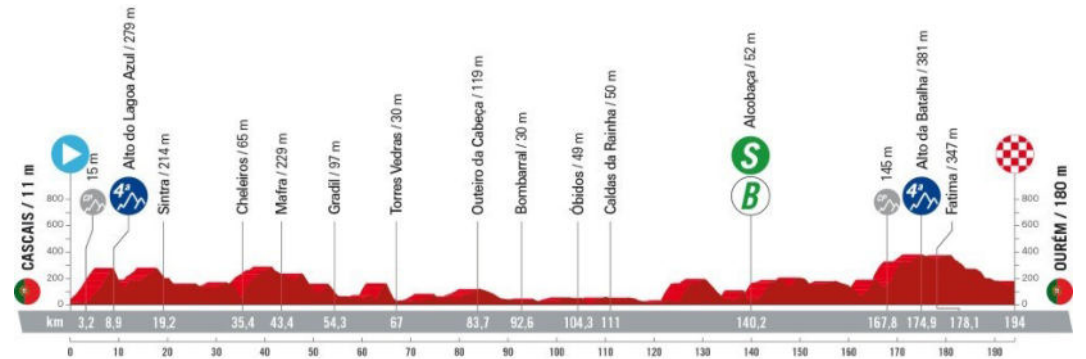 CASCAIS / 11 m
15 m
Alto do Lagoa Azul / 279 m
Sintra / 214 m
Cheleiros / 65 m
Mafra / 229 m
Gradil / 97 m
Torres Vedras / 30 m
Outeiro da Cabeça / 119 m
Bombarral / 30 m
Óbidos / 49 m
Caldas da Rainha / 50 m
Alcobaça / 52 m
145 m
Alto da Batalha / 381 m
Fatima / 347 m
OURÉM / 180 m
CP 4ª S B CP 4ª
800 800
600 600
400 400
200 200
0 0
km 3,2 8,9 19,2 35,4 43,4 54,3 67 83,7 92,6 104,3 111 140,2 167,8 174,9 178,1 194
0 10 20 30 40 50 60 70 80 90 100 110 120 130 140 150 160 170 180 190